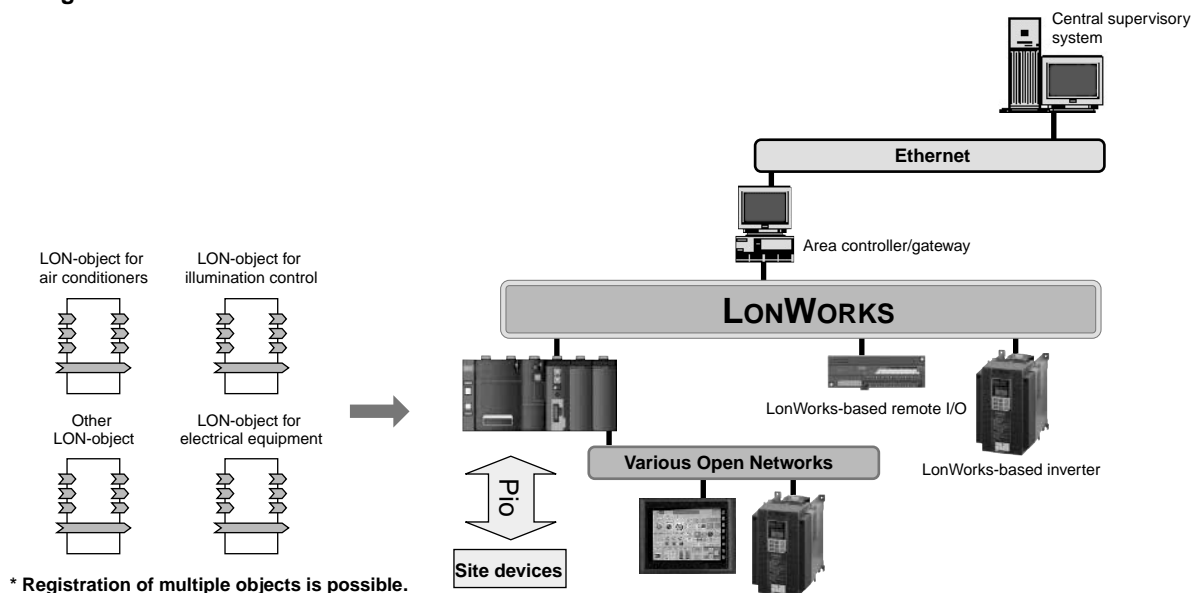 Central supervisory
system
Ethernet
Area controller/gateway
LON-object for
air conditioners
LON-object for
illumination control
LONWORKS
LonWorks-based remote I/O
Other
LON-object
LON-object for
electrical equipment
Various Open Networks
LonWorks-based inverter
Pio
Site devices
* Registration of multiple objects is possible.